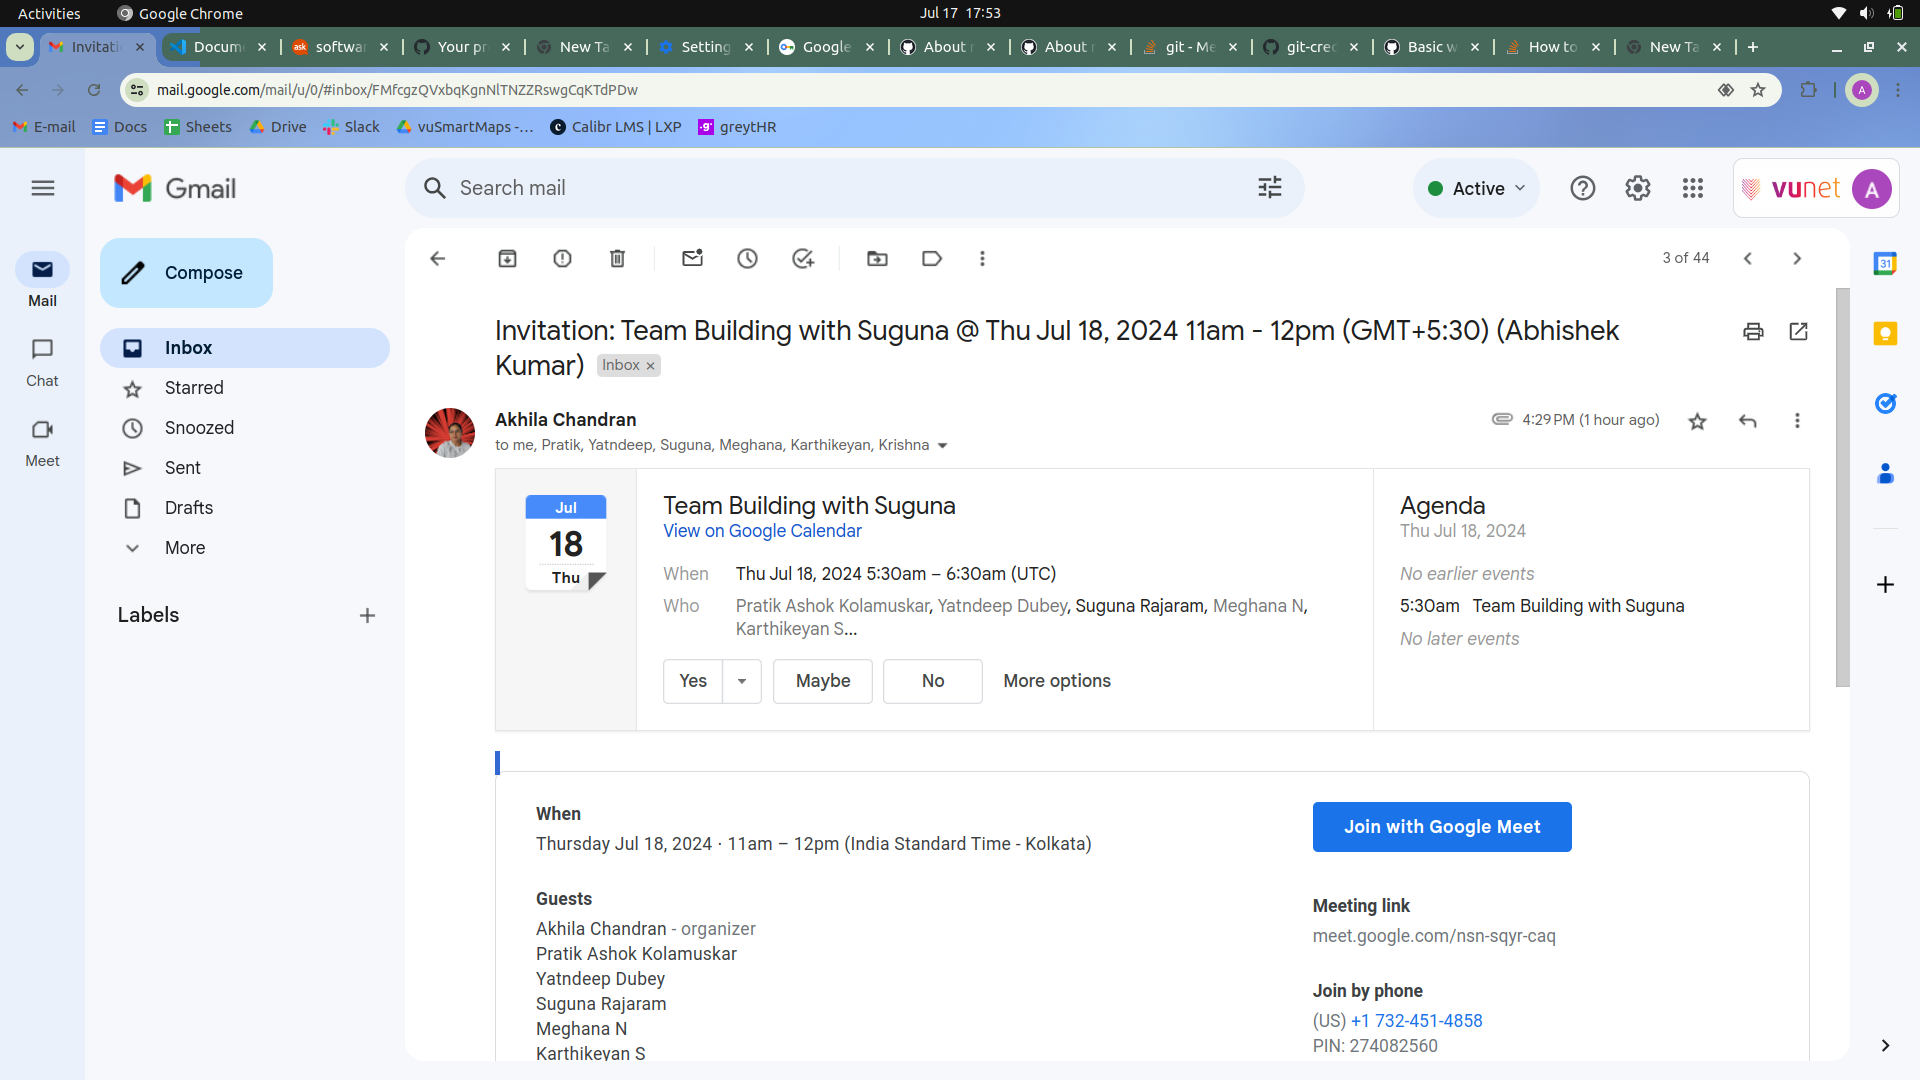 Activities
Google Chrome
Jul 17 17:53
Invitati
Docum
softwar
Your pr
New Ta
Setting
Google
About r
About r
git - Me
git-cred
Basic w
How to
New Ta
mail.google.com/mail/u/0/#inbox/FMfcgzQVxbqKgnNlTNZZRswgCqKTdPDw
A
E-mail
Docs
Sheets
Drive
Slack
vuSmartMaps -...
Calibr LMS | LXP
greytHR
Gmail
Search mail
Active
vunet
A
Compose
Mail
Chat
Meet
Inbox
Starred
Snoozed
Sent
Drafts
More
Labels
3 of 44
31
Invitation: Team Building with Suguna @ Thu Jul 18, 2024 11am - 12pm (GMT+5:30) (Abhishek
Kumar) Inbox ×
Akhila Chandran
4:29 PM (1 hour ago)
to me, Pratik, Yatndeep, Suguna, Meghana, Karthikeyan, Krishna
Jul
18
Thu
Team Building with Suguna
View on Google Calendar
When Thu Jul 18, 2024 5:30am – 6:30am (UTC)
Who Pratik Ashok Kolamuskar, Yatndeep Dubey, Suguna Rajaram, Meghana N,
Karthikeyan S...
Yes
Maybe
No
More options
Agenda
Thu Jul 18, 2024
No earlier events
5:30am Team Building with Suguna
No later events
When
Thursday Jul 18, 2024 · 11am – 12pm (India Standard Time - Kolkata)
Guests
Akhila Chandran - organizer
Pratik Ashok Kolamuskar
Yatndeep Dubey
Suguna Rajaram
Meghana N
Karthikeyan S
Join with Google Meet
Meeting link
meet.google.com/nsn-sqyr-caq
Join by phone
(US) +1 732-451-4858
PIN: 274082560